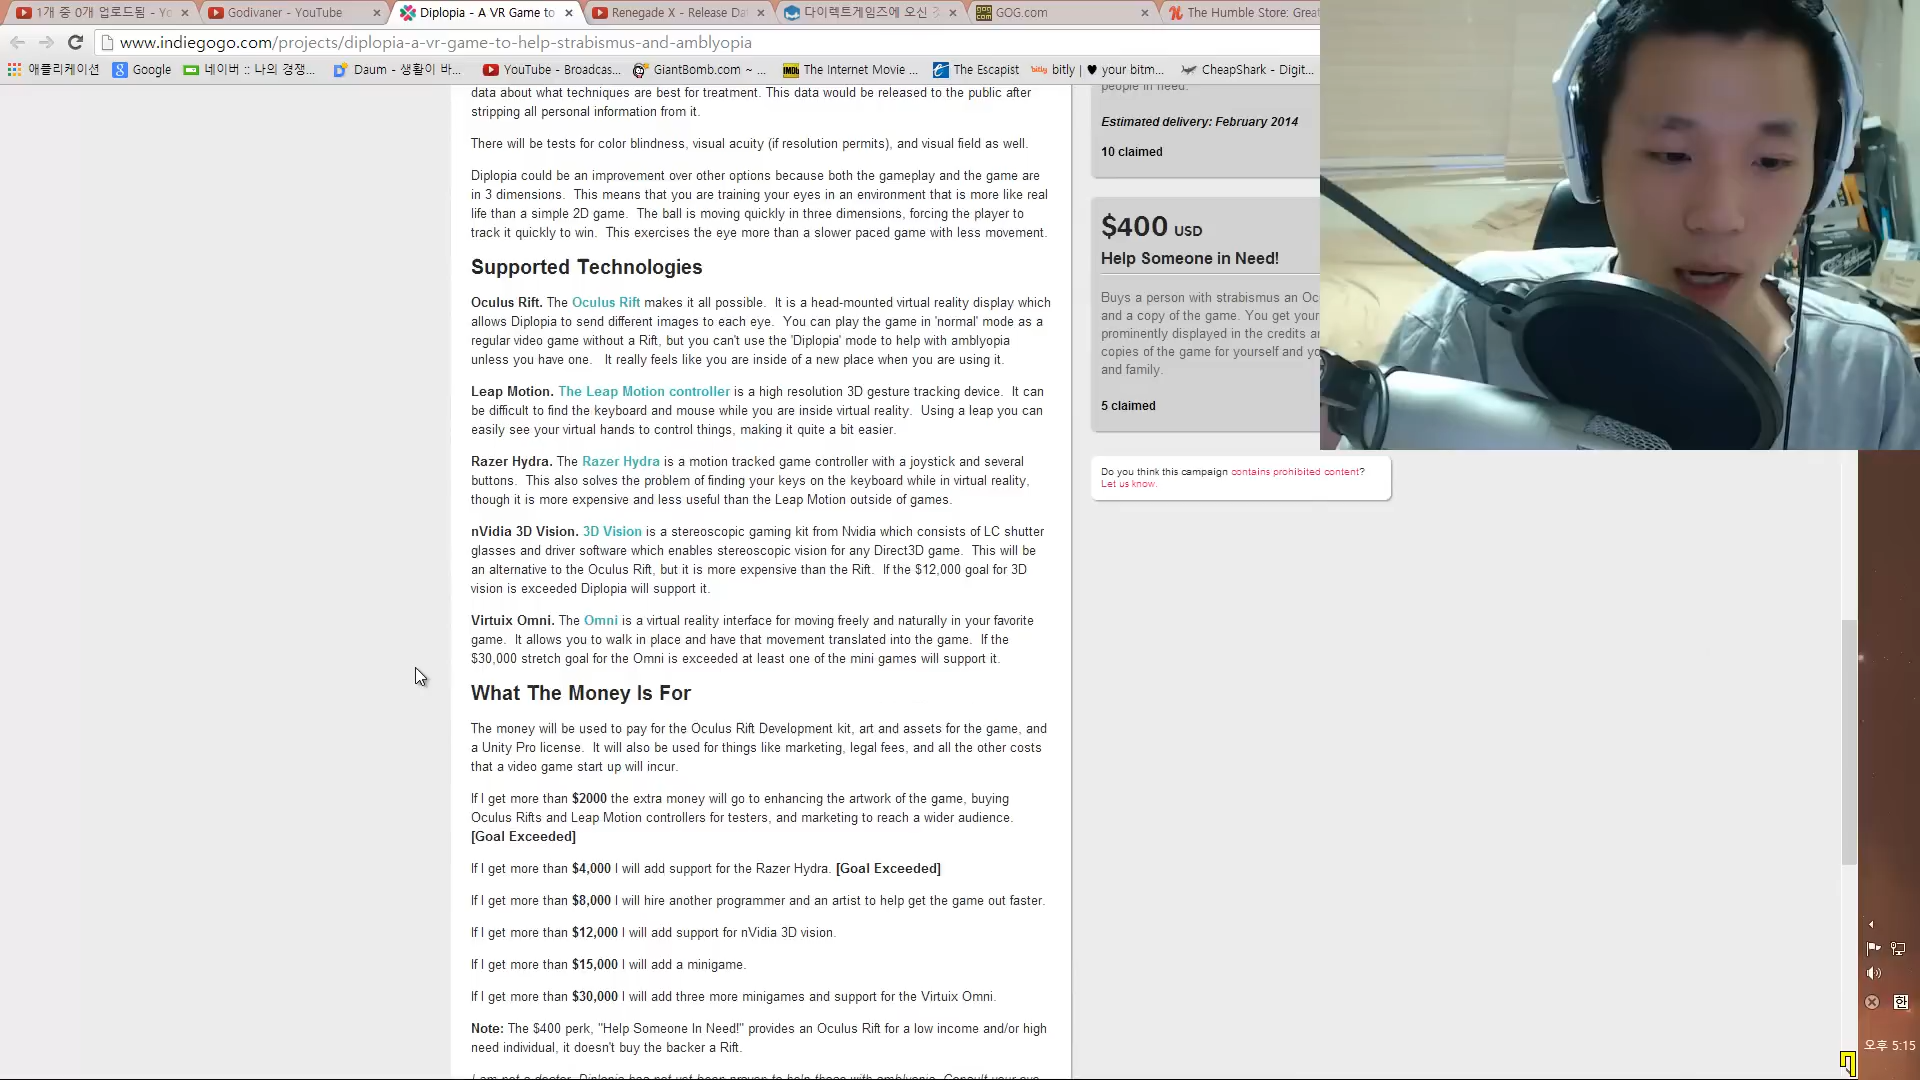 1개 중 0개 업로드됨 - Yo
Godivaner - YouTube
Diplopia - A VR Game to
Renegade X - Release Da
다이렉트게임즈에 오신 것
GOG.com
The Humble Store: Great
www.indiegogo.com/projects/diplopia-a-vr-game-to-help-strabismus-and-amblyopia
애플리케이션
Google
네이버 :: 나의 경쟁...
Daum - 생활이 바...
YouTube - Broadcas...
GiantBomb.com ~ ...
The Internet Movie ...
The Escapist
bitly | ♥ your bitm...
CheapShark - Digit...
data about what techniques are best for treatment. This data would be released to the public after
stripping all personal information from it.
There will be tests for color blindness, visual acuity (if resolution permits), and visual field as well.
Diplopia could be an improvement over other options because both the gameplay and the game are
in 3 dimensions. This means that you are training your eyes in an environment that is more like real
life than a simple 2D game. The ball is moving quickly in three dimensions, forcing the player to
track it quickly to win. This exercises the eye more than a slower paced game with less movement.
Supported Technologies
Oculus Rift. The Oculus Rift makes it all possible. It is a head-mounted virtual reality display which
allows Diplopia to send different images to each eye. You can play the game in 'normal' mode as a
regular video game without a Rift, but you can't use the 'Diplopia' mode to help with amblyopia
unless you have one. It really feels like you are inside of a new place when you are using it.
Leap Motion. The Leap Motion controller is a high resolution 3D gesture tracking device. It can
be difficult to find the keyboard and mouse while you are inside virtual reality. Using a leap you can
easily see your virtual hands to control things, making it quite a bit easier.
Razer Hydra. The Razer Hydra is a motion tracked game controller with a joystick and several
buttons. This also solves the problem of finding your keys on the keyboard while in virtual reality,
though it is more expensive and less useful than the Leap Motion outside of games.
nVidia 3D Vision. 3D Vision is a stereoscopic gaming kit from Nvidia which consists of LC shutter
glasses and driver software which enables stereoscopic vision for any Direct3D game. This will be
an alternative to the Oculus Rift, but it is more expensive than the Rift. If the $12,000 goal for 3D
vision is exceeded Diplopia will support it.
Virtuix Omni. The Omni is a virtual reality interface for moving freely and naturally in your favorite
game. It allows you to walk in place and have that movement translated into the game. If the
$30,000 stretch goal for the Omni is exceeded at least one of the mini games will support it.
What The Money Is For
The money will be used to pay for the Oculus Rift Development kit, art and assets for the game, and
a Unity Pro license. It will also be used for things like marketing, legal fees, and all the other costs
that a video game start up will incur.
If I get more than $2000 the extra money will go to enhancing the artwork of the game, buying
Oculus Rifts and Leap Motion controllers for testers, and marketing to reach a wider audience.
[Goal Exceeded]
If I get more than $4,000 I will add support for the Razer Hydra. [Goal Exceeded]
If I get more than $8,000 I will hire another programmer and an artist to help get the game out faster.
If I get more than $12,000 I will add support for nVidia 3D vision.
If I get more than $15,000 I will add a minigame.
If I get more than $30,000 I will add three more minigames and support for the Virtuix Omni.
Note: The $400 perk, "Help Someone In Need!" provides an Oculus Rift for a low income and/or high
need individual, it doesn't buy the backer a Rift.
I am not a doctor. Diplopia has not yet been proven to help those with amblyopia. Consult your eye
people in need.
Estimated delivery: February 2014
10 claimed
$400 USD
Help Someone in Need!
Buys a person with strabismus an Oc
and a copy of the game. You get your
prominently displayed in the credits an
copies of the game for yourself and yo
and family.
5 claimed
Do you think this campaign contains prohibited content?
Let us know.
한
오후 5:15